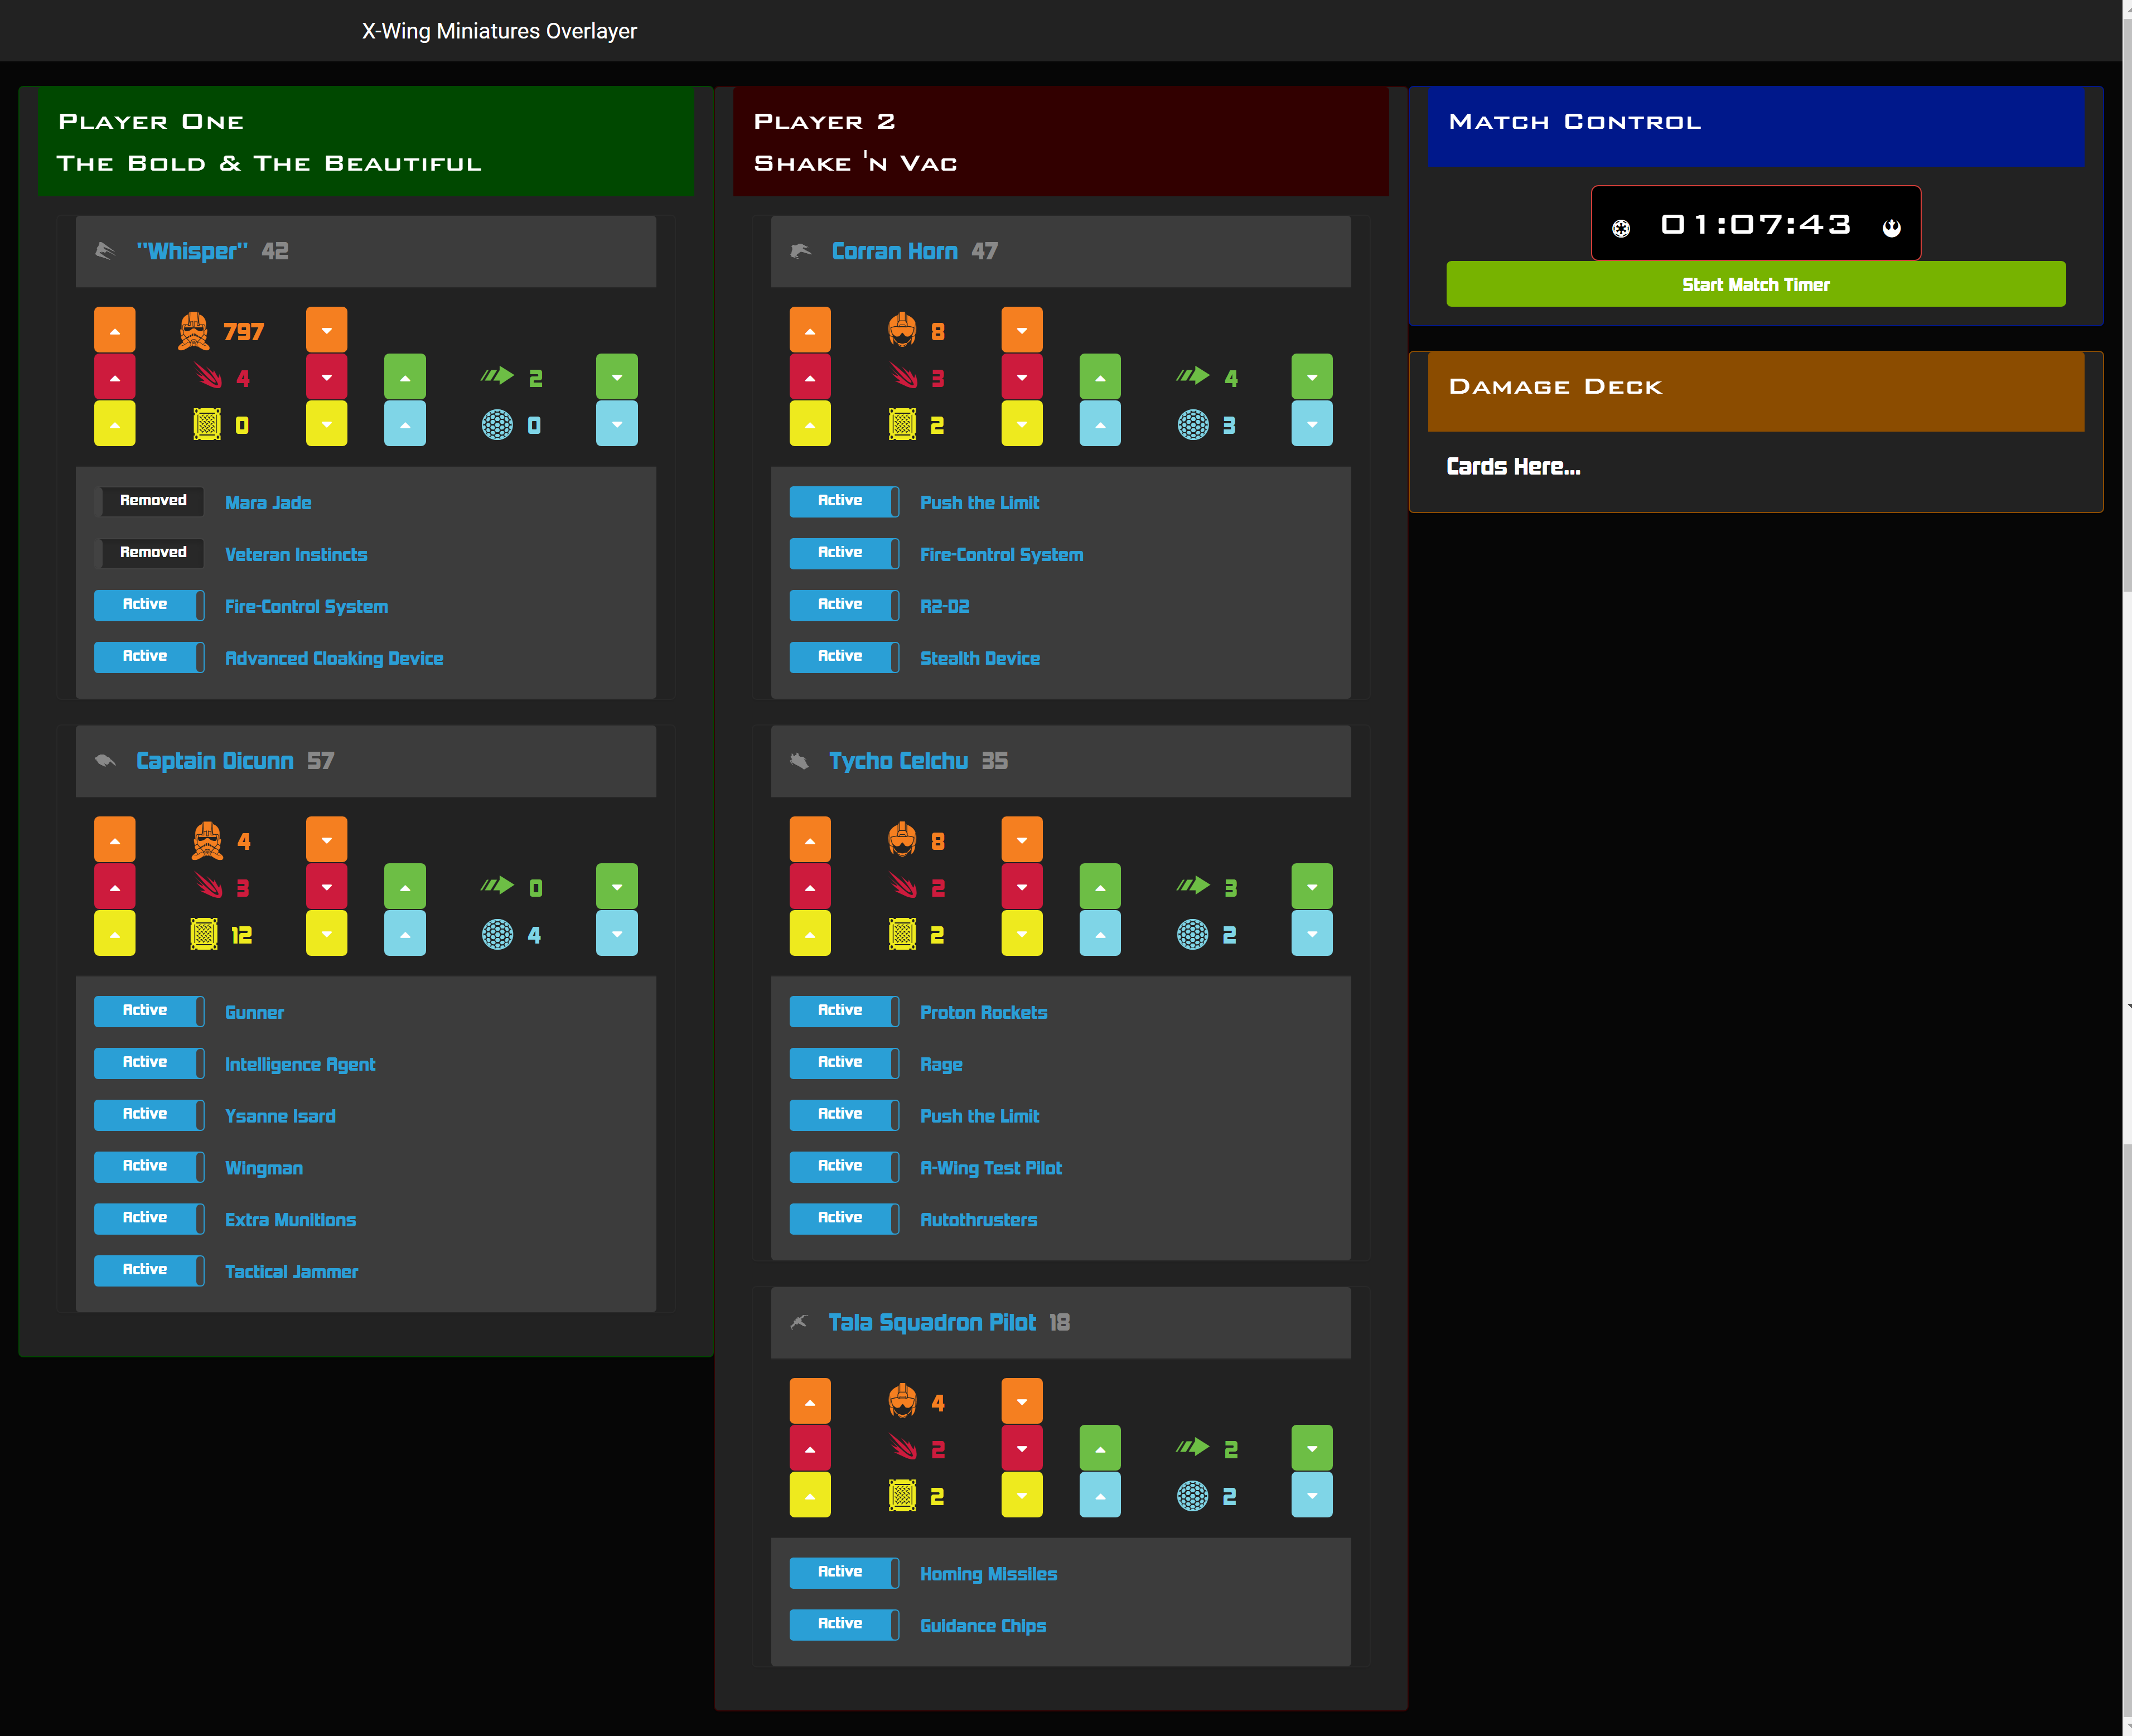 X-Wing Miniatures Overlayer
Player One
The Bold & The Beautiful
"Whisper" 42
797
4
2
0
0
Removed Mara Jade
Removed Veteran Instincts
Active Fire-Control System
Active Advanced Cloaking Device
Captain Oicunn 57
4
3
0
12
4
Active Gunner
Active Intelligence Agent
Active Ysanne Isard
Active Wingman
Active Extra Munitions
Active Tactical Jammer
Player 2
Shake 'n Vac
Corran Horn 47
8
3
4
2
3
Active Push the Limit
Active Fire-Control System
Active R2-D2
Active Stealth Device
Tycho Celchu 35
8
2
3
2
2
Active Proton Rockets
Active Rage
Active Push the Limit
Active A-Wing Test Pilot
Active Autothrusters
Tala Squadron Pilot 18
4
2
2
2
2
Active Homing Missiles
Active Guidance Chips
Match Control
01:07:43
Start Match Timer
Damage Deck
Cards Here...